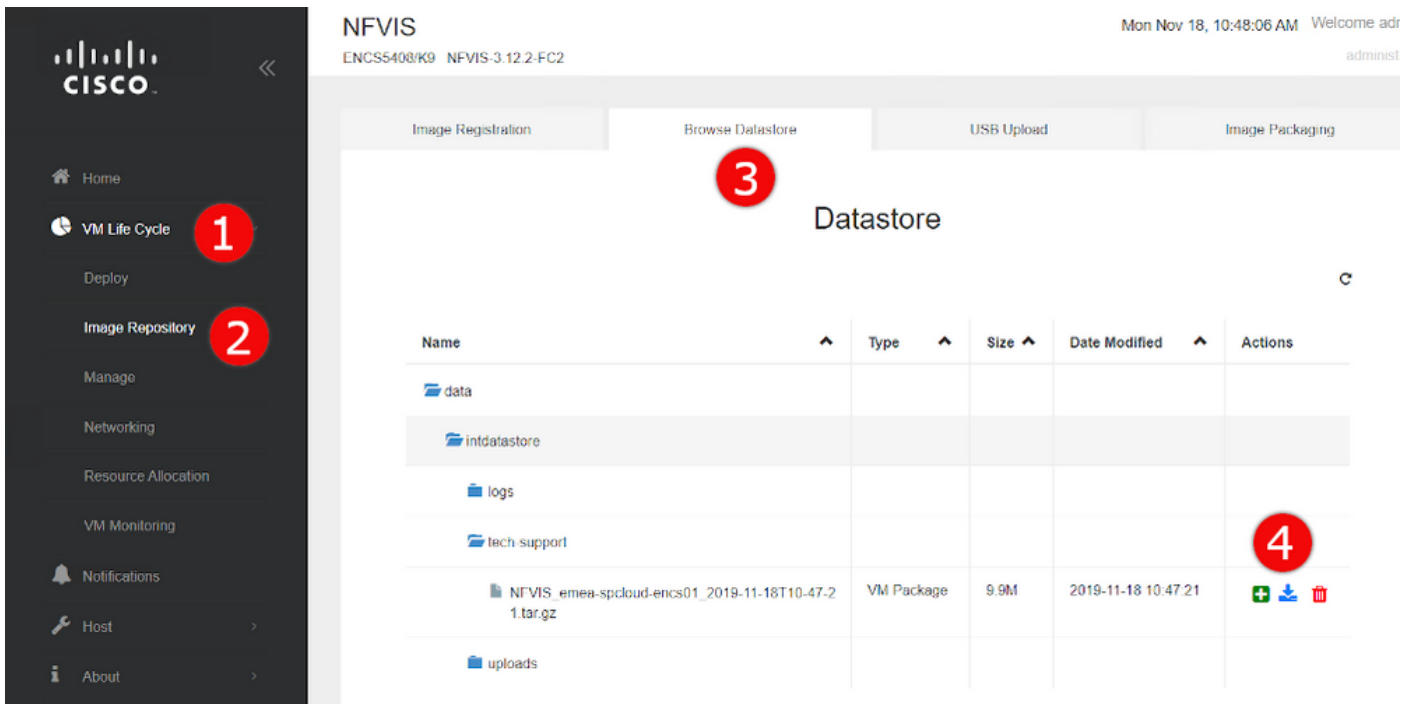 CISCO
NFVIS
ENCS5408/K9 NFVIS-3.12.2-FC2
Mon Nov 18, 10:48:06 AM Welcome adm
administ
Home
VM Life Cycle
1
Deploy
Image Repository
2
Manage
Networking
Resource Allocation
VM Monitoring
Notifications
Host
About
Image Registration
Browse Datastore
USB Upload
Image Packaging
3
Datastore
Name
Type
Size
Date Modified
Actions
data
intdatastore
logs
tech-support
4
NFVIS_emea-spcloud-encs01_2019-11-18T10-47-2
1.tar.gz
VM Package
9.9M
2019-11-18 10:47:21
uploads